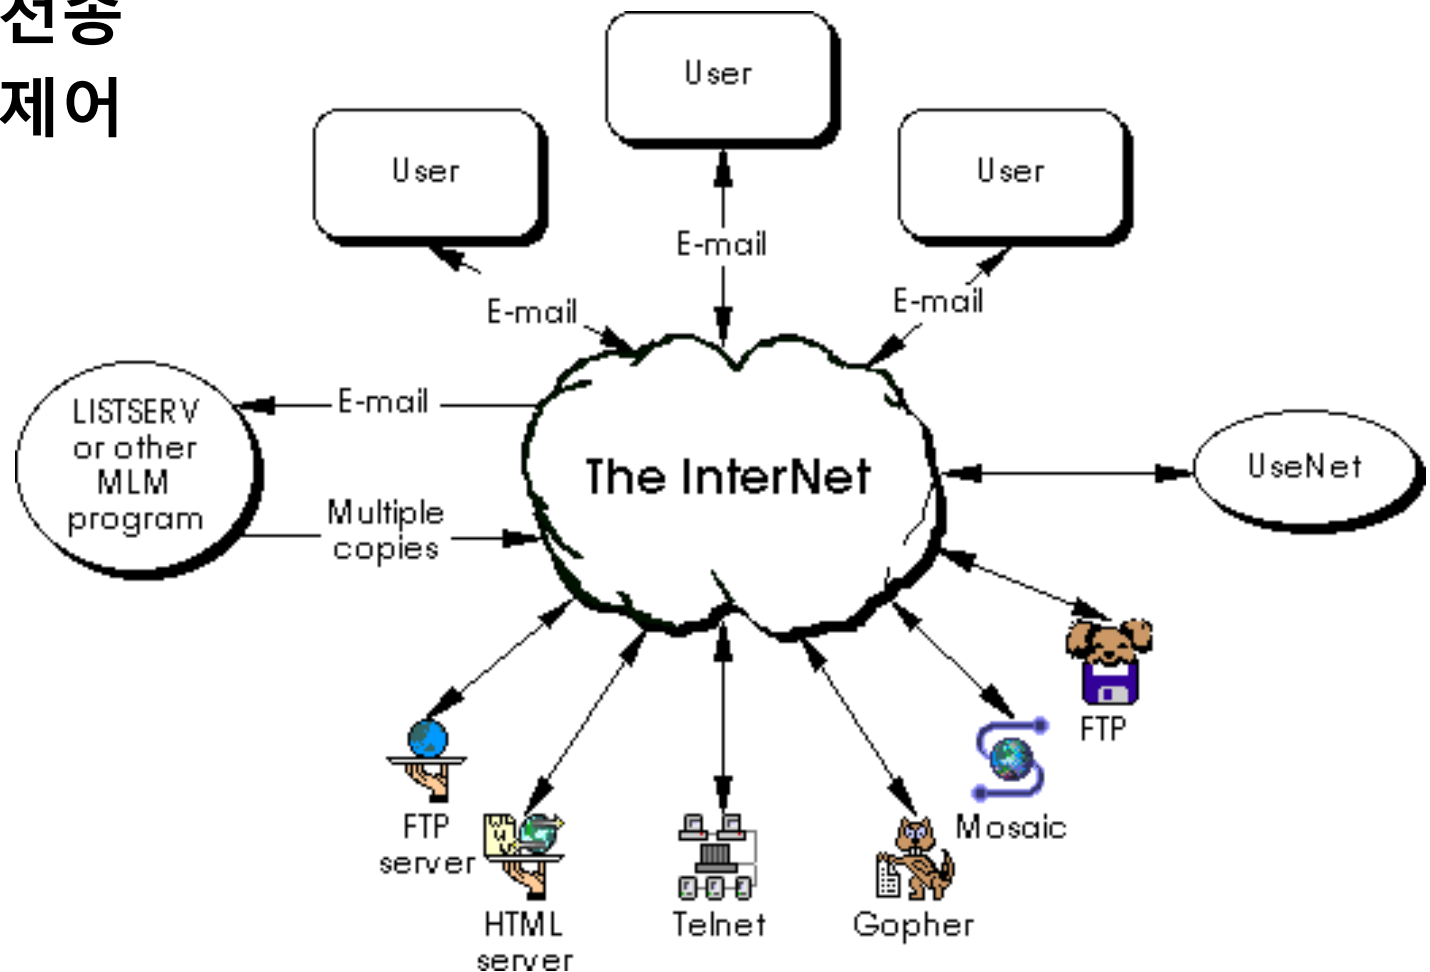 전송
제어
User
User
User
E-mail
E-mail
E-mail
E-mail
LISTSERV
or other
MLM
program
Multiple
copies
The InterNet
UseNet
FTP
Mosaic
FTP
server
HTML
server
Telnet
Gopher